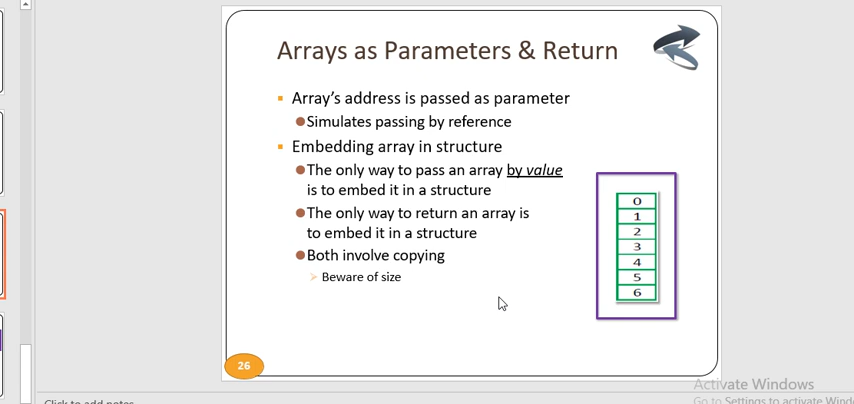 Arrays as Parameters & Return
Array's address is passed as parameter
Simulates passing by reference
Embedding array in structure
The only way to pass an array by value
is to embed it in a structure
The only way to return an array is
to embed it in a structure
Both involve copying
Beware of size
0
1
2
3
4
5
6
26
Activate Windows
Go to Settings to activate Wind
Click to add notes